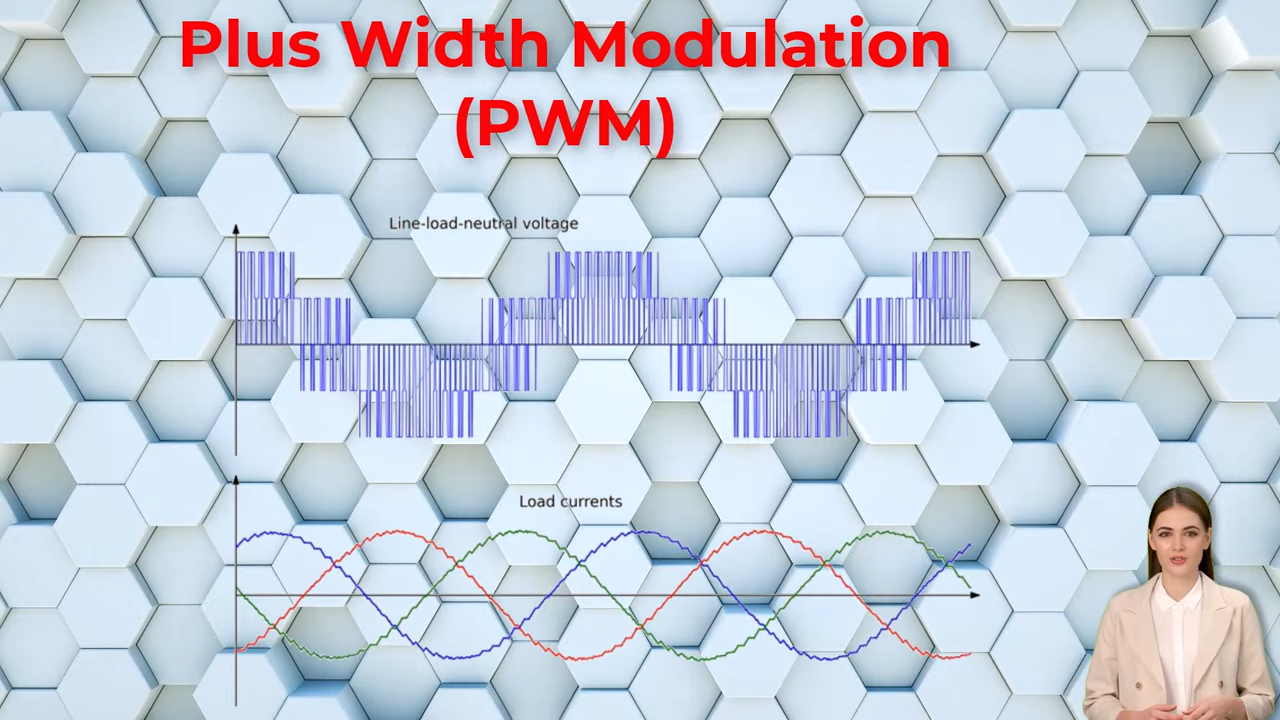 Plus Width Modulation
(PWM)
Line-load-neutral voltage
Load currents